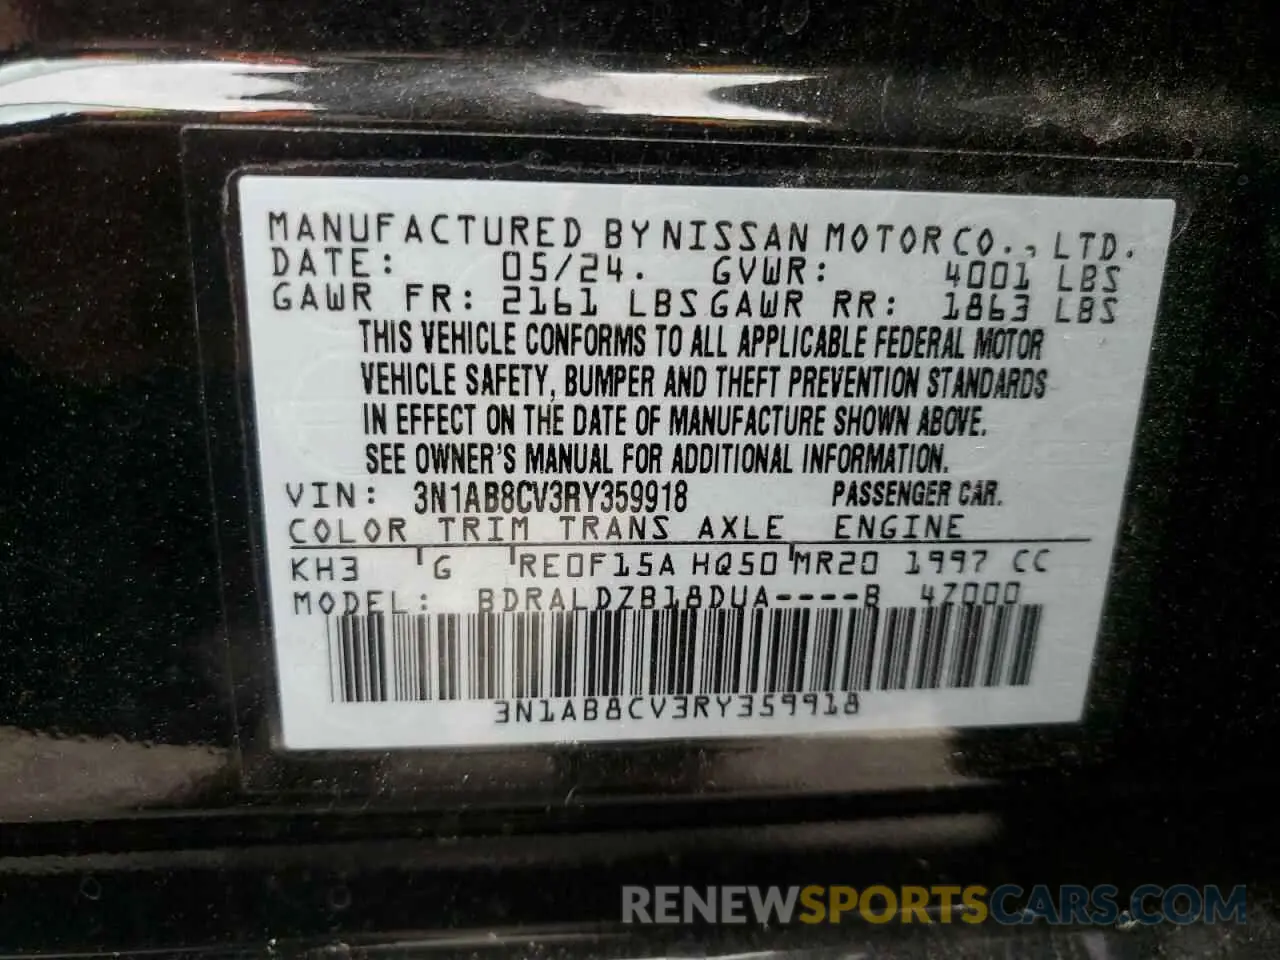 MANUFACTURED BY NISSAN MOTOR CO., LTD.
DATE: 05/24. GVWR: 4001 LBS
GAWR FR: 2161 LBS GAWR RR: 1863 LBS
THIS VEHICLE CONFORMS TO ALL APPLICABLE FEDERAL MOTOR
VEHICLE SAFETY, BUMPER AND THEFT PREVENTION STANDARDS
IN EFFECT ON THE DATE OF MANUFACTURE SHOWN ABOVE.
SEE OWNER'S MANUAL FOR ADDITIONAL INFORMATION.
VIN: 3N1AB8CV3RY359918 PASSENGER CAR.
COLOR TRIM TRANS AXLE ENGINE
KH3 G RE0F15A HQ50 MR20 1997 CC
MODEL: BDRALDZB18DUA----B 47000
3N1AB8CV3RY359918
RENEWSPORTSCARS.COM